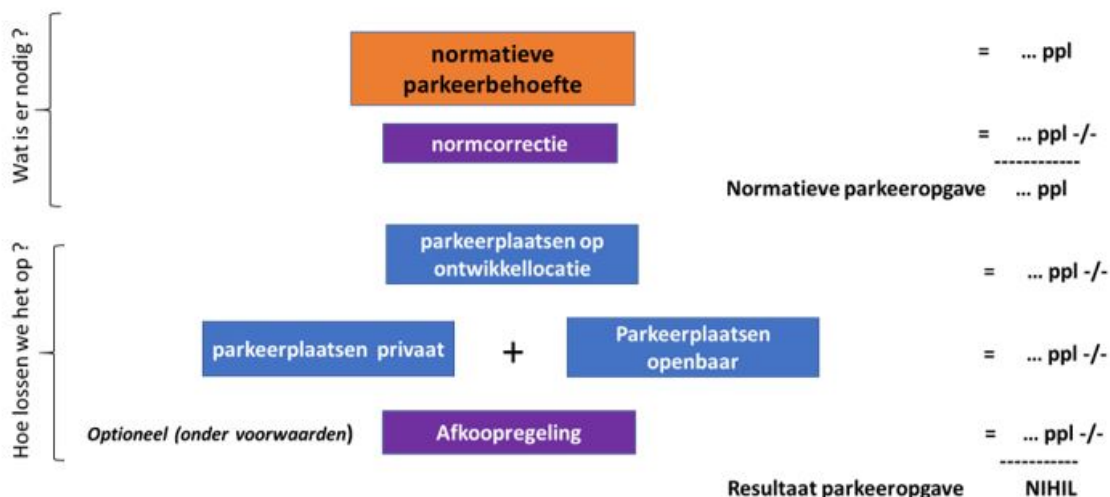 Wat is er nodig ?
normatieve
parkeerbehoefte
= ... ppl
normcorrectie
= ... ppl -/-
------------
Normatieve parkeeropgave ... ppl
Hoe lossen we het op ?
parkeerplaatsen op
ontwikkellocatie
= ... ppl -/-
parkeerplaatsen privaat + Parkeerplaatsen
openbaar
= ... ppl -/-
Optioneel (onder voorwaarden) Afkoopregeling = ... ppl -/-
-----------
Resultaat parkeeropgave NIHIL